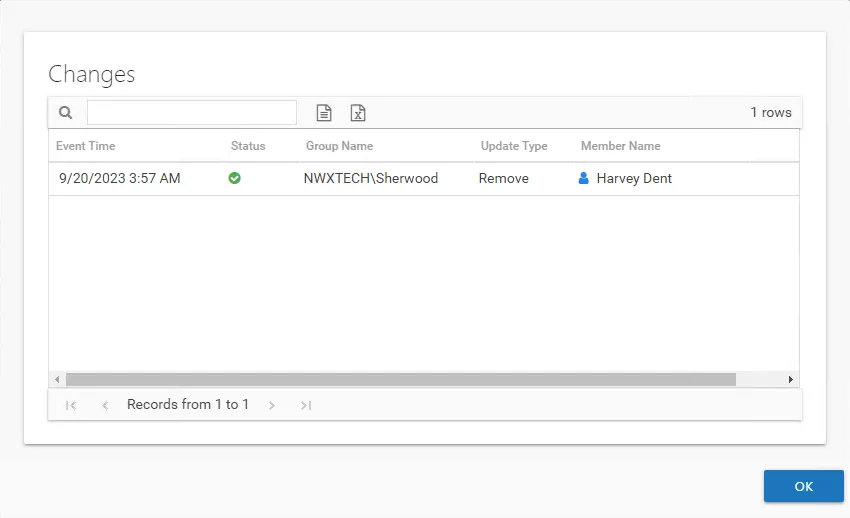 Changes
1 rows
Event Time Status Group Name Update Type Member Name
9/20/2023 3:57 AM NWXTECH\Sherwood Remove Harvey Dent
Records from 1 to 1
OK